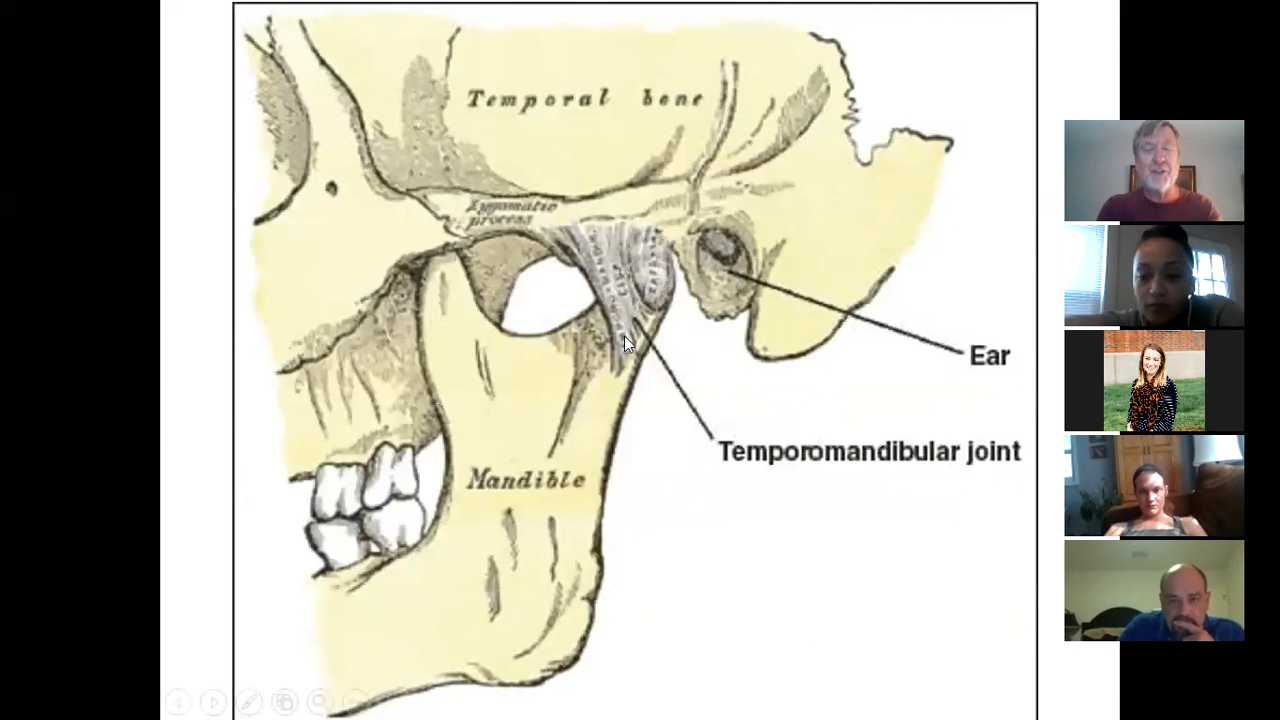 Temporal bone
Zygomatic
process
Ear
Temporomandibular joint
Mandible